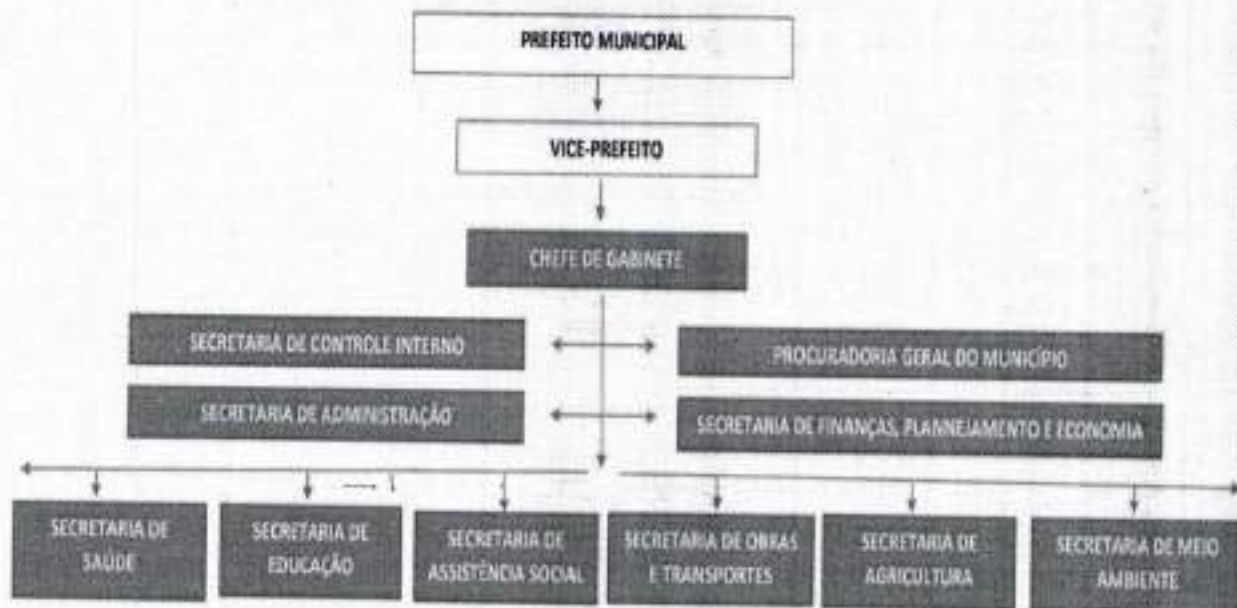 PREFEITO MUNICIPAL
VICE-PREFEITO
CHEFE DE GABINETE
SECRETARIA DE CONTROLE INTERNO
PROCURADORIA GERAL DO MUNICÍPIO
SECRETARIA DE ADMINISTRAÇÃO
SECRETARIA DE FINANÇAS, PLANNEJAMENTO E ECONOMIA
SECRETARIA DE
SAÚDE
SECRETARIA DE
EDUCAÇÃO
SECRETARIA DE
ASSISTÊNCIA SOCIAL
SECRETARIA DE OBRAS
E TRANSPORTES
SECRETARIA DE
AGRICULTURA
SECRETARIA DE MEIO
AMBIENTE